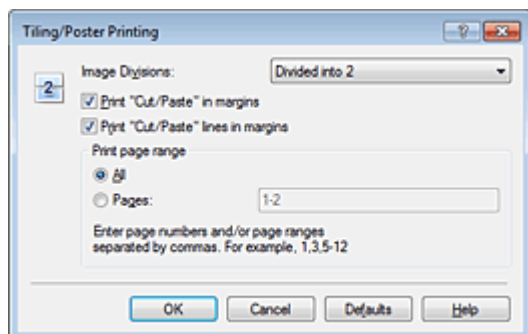 Tiling/Poster Printing
Image Divisions: Divided into 2
2
Print "Cut/Paste" in margins
Print "Cut/Paste" lines in margins
Print page range
All
Pages: 1-2
Enter page numbers and/or page ranges
separated by commas. For example, 1,3,5-12
OK Cancel Defaults Help